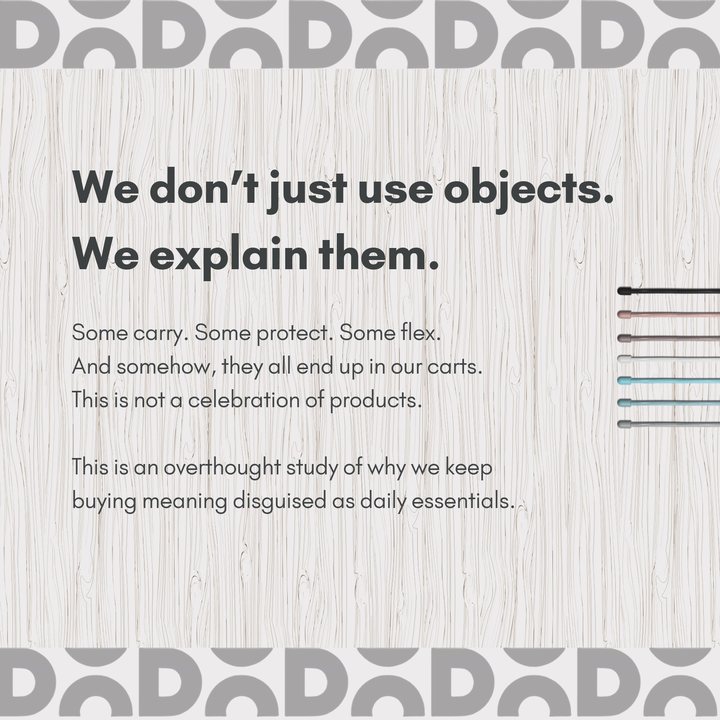 We don’t just use objects.
We explain them.
Some carry. Some protect. Some flex.
And somehow, they all end up in our carts.
This is not a celebration of products.
This is an overthought study of why we keep
buying meaning disguised as daily essentials.